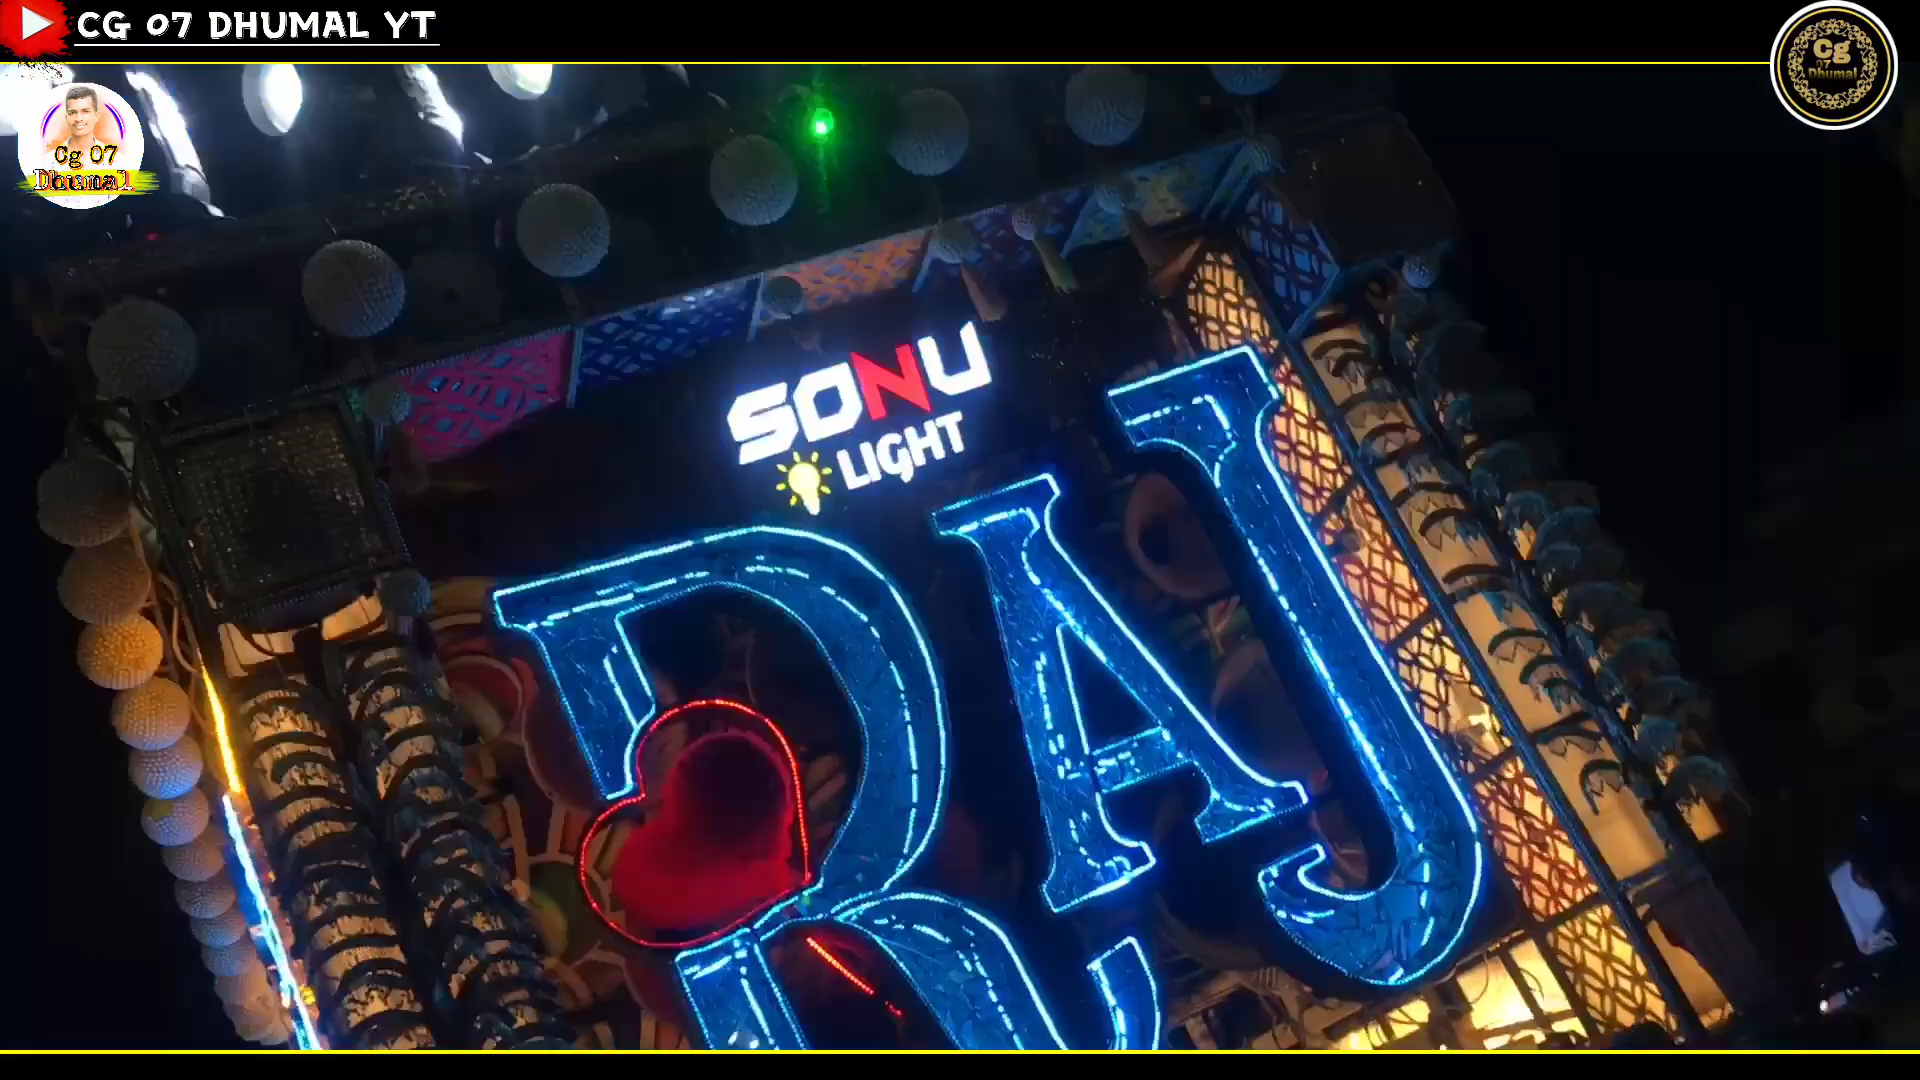 CG 07 DHUMAL YT
Cg
07
Dhumal
Cg 07
Dhumal
SONU
LIGHT
RAJ